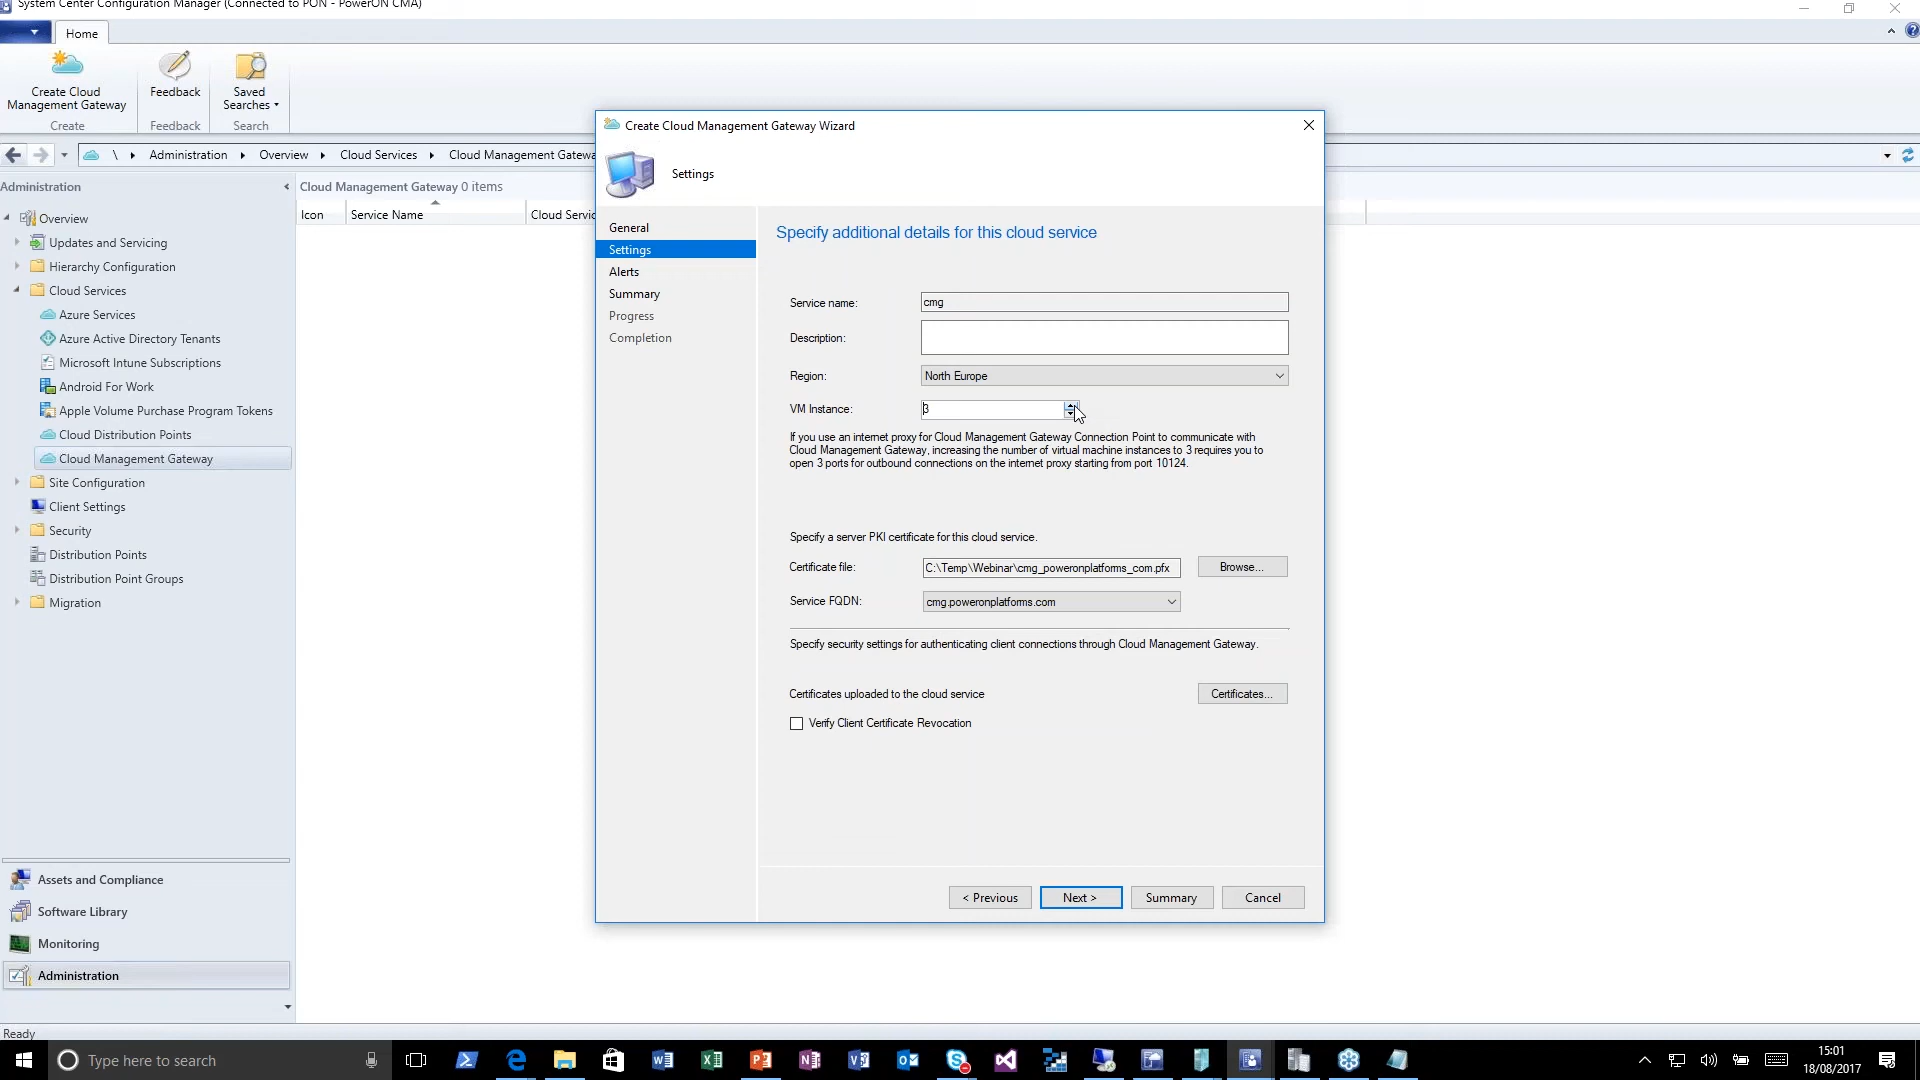 System Center Configuration Manager (Connected to PON - PowerON CMA)
Home
Create Cloud
Management Gateway
Feedback
Saved
Searches
Create
Feedback
Search
\ Administration Overview Cloud Services Cloud Management Gatewa
Administration
Overview
Updates and Servicing
Hierarchy Configuration
Cloud Services
Azure Services
Azure Active Directory Tenants
Microsoft Intune Subscriptions
Android For Work
Apple Volume Purchase Program Tokens
Cloud Distribution Points
Cloud Management Gateway
Site Configuration
Client Settings
Security
Distribution Points
Distribution Point Groups
Migration
Assets and Compliance
Software Library
Monitoring
Administration
Ready
Cloud Management Gateway 0 items
Icon Service Name Cloud Servic
Create Cloud Management Gateway Wizard
Settings
General
Settings
Alerts
Summary
Progress
Completion
Specify additional details for this cloud service
Service name: cmg
Description:
Region: North Europe
VM Instance: 3
If you use an internet proxy for Cloud Management Gateway Connection Point to communicate with
Cloud Management Gateway, increasing the number of virtual machine instances to 3 requires you to
open 3 ports for outbound connections on the internet proxy starting from port 10124.
Specify a server PKI certificate for this cloud service.
Certificate file: C:\Temp\Webinar\cmg_poweronplatforms_com.pfx Browse...
Service FQDN: cmg.poweronplatforms.com
Specify security settings for authenticating client connections through Cloud Management Gateway.
Certificates uploaded to the cloud service Certificates...
Verify Client Certificate Revocation
< Previous Next > Summary Cancel
Type here to search
15:01
18/08/2017